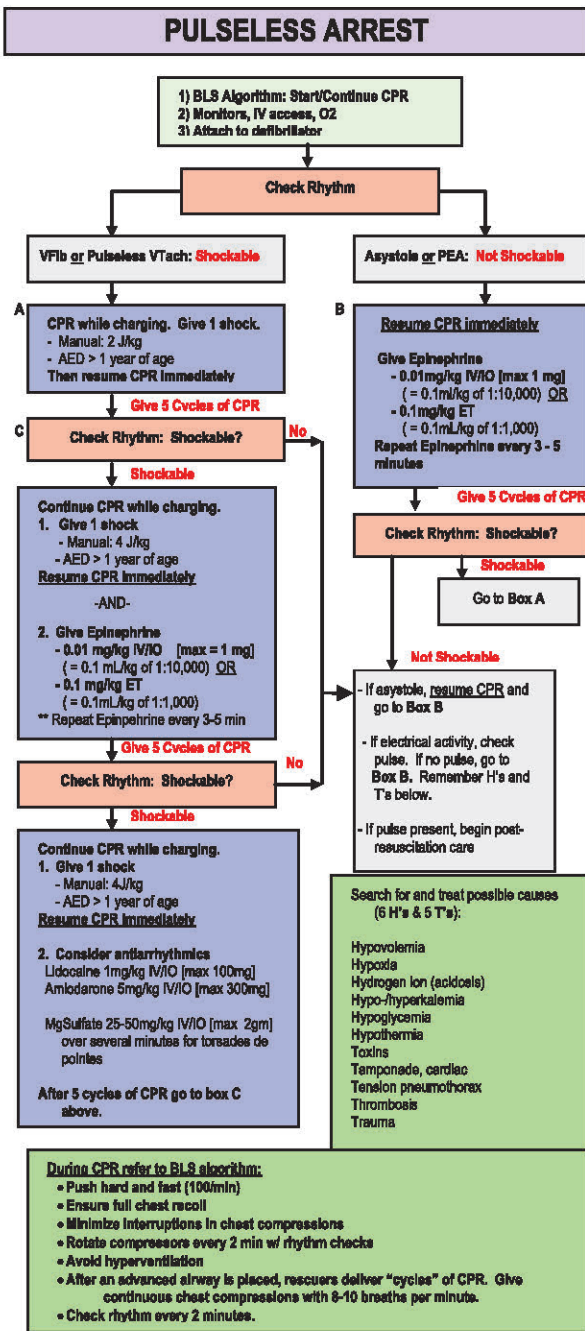 PULSELESS ARREST
1) BLS Algorithm: Start/Continue CPR
2) Monitors, IV access, O2
3) Attach to defibrillator
Check Rhythm
VFib or Pulseless VTach: Shockable
Asystole or PEA: Not Shockable
A
CPR while charging. Give 1 shock.
- Manual: 2 J/kg
- AED > 1 year of age
Then resume CPR immediately
Give 5 Cycles of CPR
C
Check Rhythm: Shockable?
No
Shockable
Continue CPR while charging.
1. Give 1 shock
- Manual: 4 J/kg
- AED > 1 year of age
Resume CPR immediately
-AND-
2. Give Epinephrine
- 0.01 mg/kg IV/IO [max = 1 mg]
( = 0.1 mL/kg of 1:10,000) OR
- 0.1 mg/kg ET
( = 0.1mL/kg of 1:1,000)
** Repeat Epinpehrine every 3-5 min
Give 5 Cycles of CPR
Check Rhythm: Shockable?
No
Shockable
Continue CPR while charging.
1. Give 1 shock
- Manual: 4J/kg
- AED > 1 year of age
Resume CPR immediately
2. Consider antiarrhythmics
Lidocaine 1mg/kg IV/IO [max 100mg]
Amiodarone 5mg/kg IV/IO [max 300mg]
MgSulfate 25-50mg/kg IV/IO [max 2gm]
over several minutes for torsades de
pointes
After 5 cycles of CPR go to box C
above.
B
Resume CPR immediately
Give Epinephrine
- 0.01mg/kg IV/IO [max 1 mg]
( = 0.1ml/kg of 1:10,000) OR
- 0.1mg/kg ET
( = 0.1mL/kg of 1:1,000)
Repeat Epineprhine every 3 - 5
minutes
Give 5 Cycles of CPR
Check Rhythm: Shockable?
Shockable
Go to Box A
Not Shockable
- If asystole, resume CPR and
go to Box B
- If electrical activity, check
pulse. If no pulse, go to
Box B. Remember H's and
T's below.
- If pulse present, begin post-
resuscitation care
Search for and treat possible causes
(6 H's & 5 T's):
Hypovolemia
Hypoxia
Hydrogen ion (acidosis)
Hypo-/hyperkalemia
Hypoglycemia
Hypothermia
Toxins
Tamponade, cardiac
Tension pneumothorax
Thrombosis
Trauma
During CPR refer to BLS algorithm:
• Push hard and fast (100/min)
• Ensure full chest recoil
• Minimize interruptions in chest compressions
• Rotate compressors every 2 min w/ rhythm checks
• Avoid hyperventilation
• After an advanced airway is placed, rescuers deliver “cycles” of CPR. Give
continuous chest compressions with 8-10 breaths per minute.
• Check rhythm every 2 minutes.